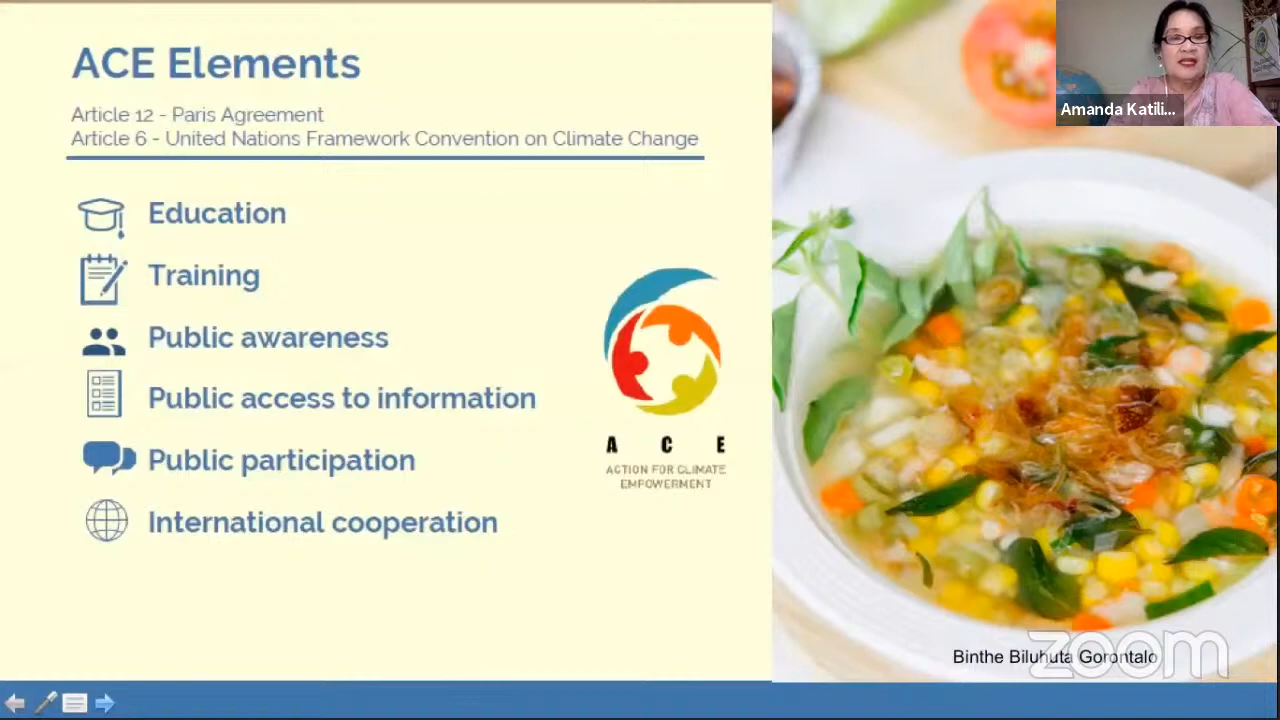 ACE Elements
Article 12 - Paris Agreement
Article 6 - United Nations Framework Convention on Climate Change
Education
Training
Public awareness
Public access to information
Public participation
International cooperation
A C E
ACTION FOR CLIMATE
EMPOWERMENT
Amanda Katili...
Binthe Biluhuta Gorontalo
zoom